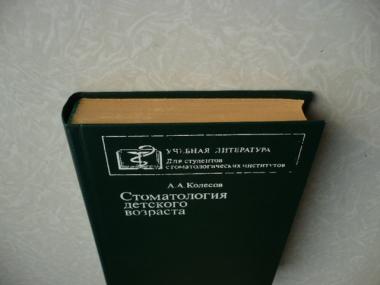 УЧЕБНАЯ ЛИТЕРАТУРА
Для студентов
стоматологических институтов
А.А.Колесов
Стоматология
детского
возраста